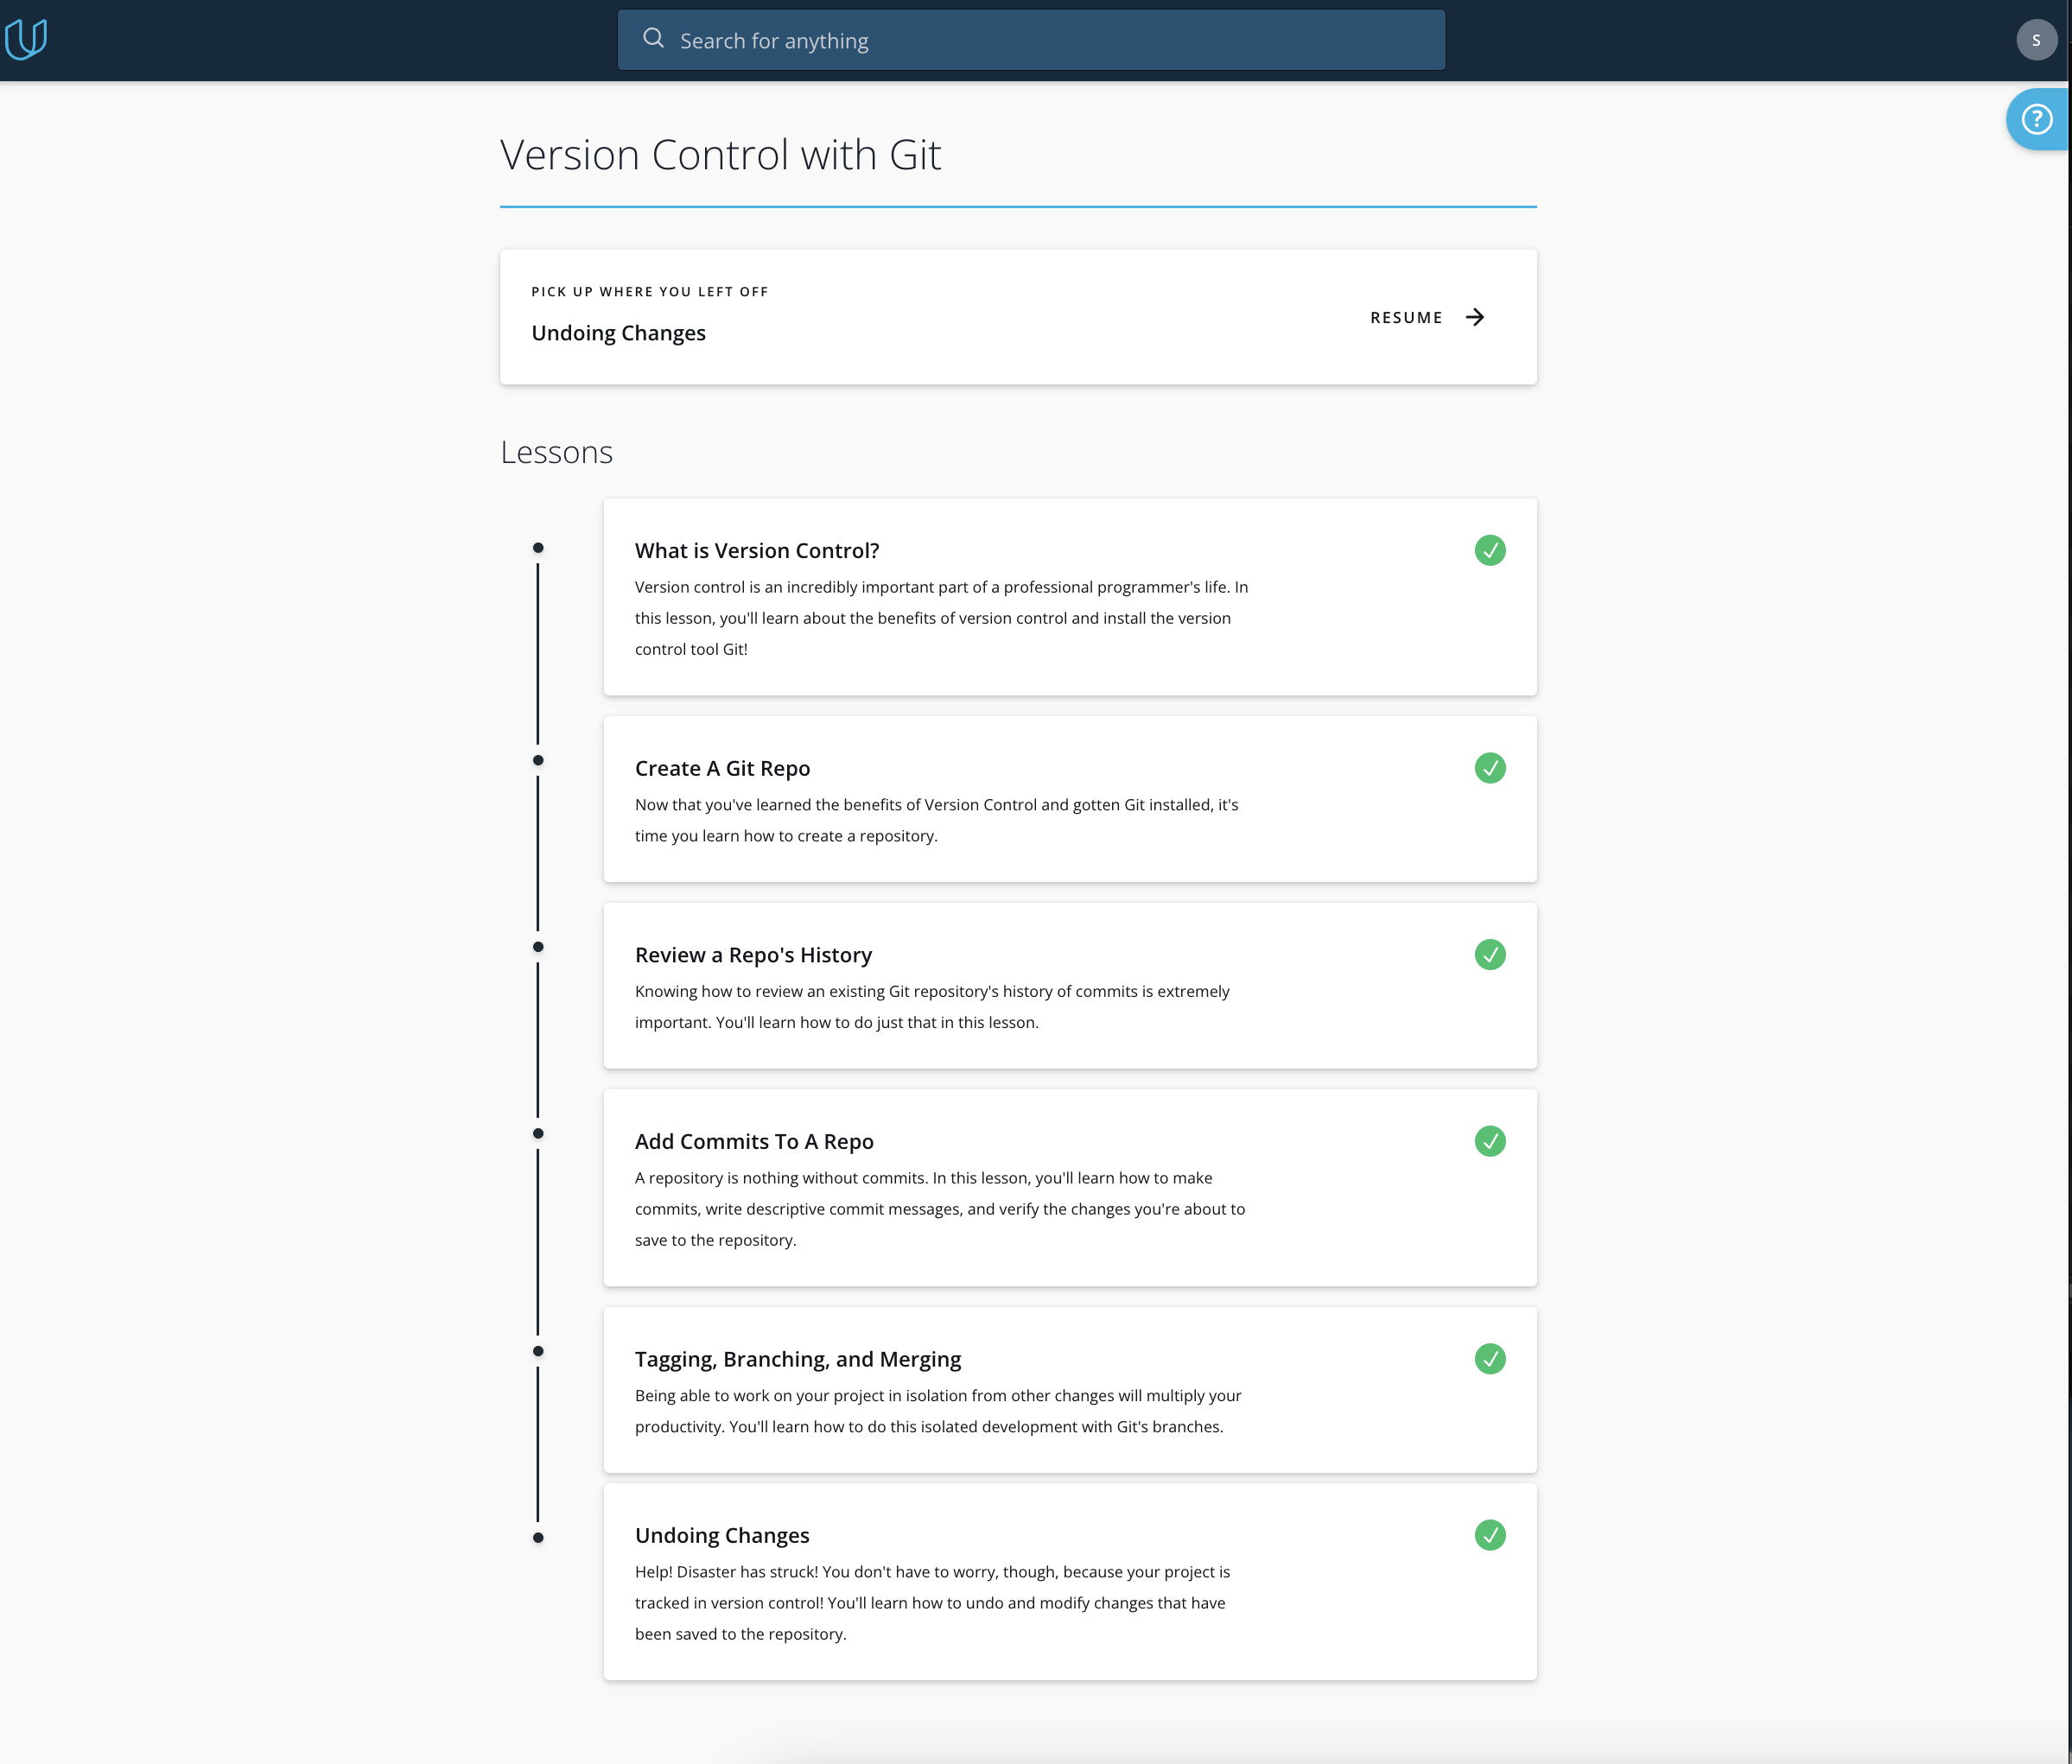 Search for anything
S
?
Version Control with Git
PICK UP WHERE YOU LEFT OFF
Undoing Changes
RESUME
Lessons
What is Version Control?
Version control is an incredibly important part of a professional programmer's life. In
this lesson, you'll learn about the benefits of version control and install the version
control tool Git!
Create A Git Repo
Now that you've learned the benefits of Version Control and gotten Git installed, it's
time you learn how to create a repository.
Review a Repo's History
Knowing how to review an existing Git repository's history of commits is extremely
important. You'll learn how to do just that in this lesson.
Add Commits To A Repo
A repository is nothing without commits. In this lesson, you'll learn how to make
commits, write descriptive commit messages, and verify the changes you're about to
save to the repository.
Tagging, Branching, and Merging
Being able to work on your project in isolation from other changes will multiply your
productivity. You'll learn how to do this isolated development with Git's branches.
Undoing Changes
Help! Disaster has struck! You don't have to worry, though, because your project is
tracked in version control! You'll learn how to undo and modify changes that have
been saved to the repository.